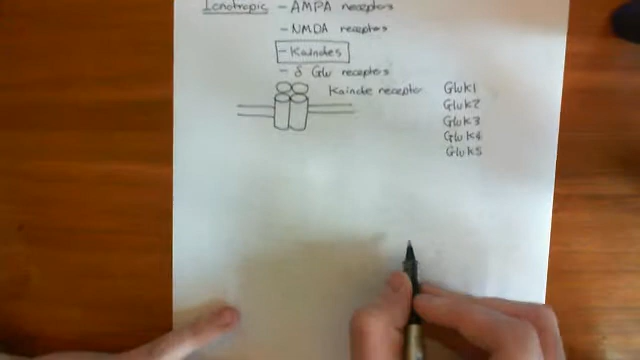 Ionotropic - AMPA receptors
- NMDA receptors
- Kainates
- δ Glu receptors
Kainate receptor
GluK1
GluK2
GluK3
GluK4
GluK5